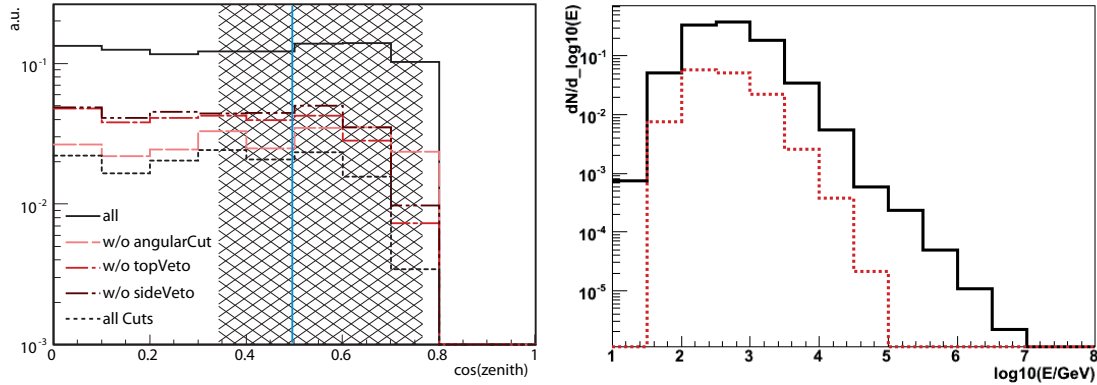 a.u.
10^-1
10^-2
10^-3
all
w/o angularCut
w/o topVeto
w/o sideVeto
all Cuts
0 0.2 0.4 0.6 0.8 1
cos(zenith)
dN/d_log10(E)
10^-1
10^-2
10^-3
10^-4
10^-5
1 2 3 4 5 6 7 8
log10(E/GeV)